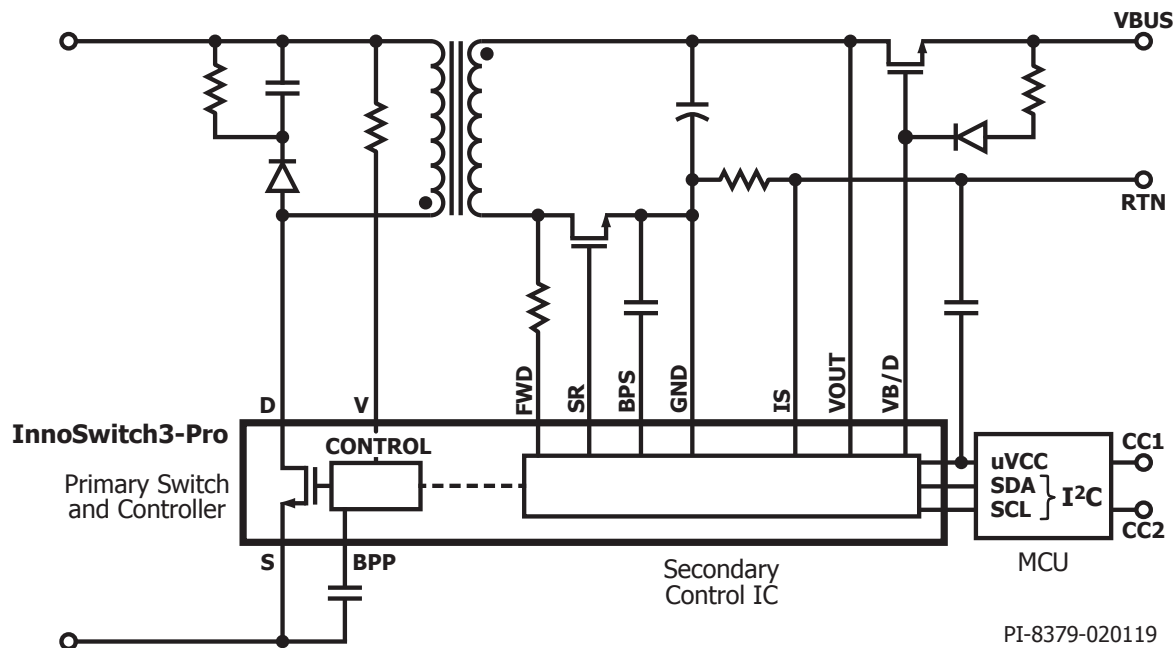 VBUS
RTN
FWD
SR
BPS
GND
IS
VOUT
VB/D
D
V
InnoSwitch3-Pro
CONTROL
Primary Switch
and Controller
uVCC
SDA
SCL
I²C
CC1
CC2
S
BPP
Secondary
Control IC
MCU
PI-8379-020119